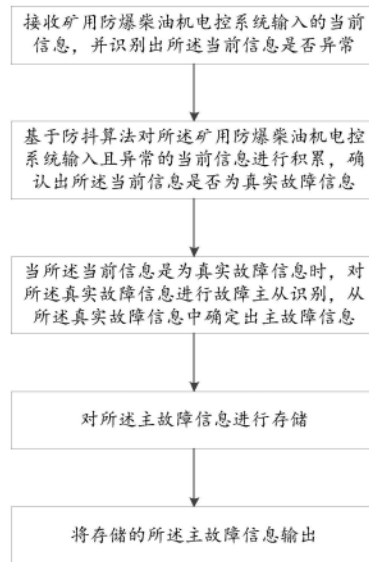 接收矿用防爆柴油机电控系统输入的当前
信息，并识别出所述当前信息是否异常
基于防抖算法对所述矿用防爆柴油机电控
系统输入且异常的当前信息进行积累，确
认出所述当前信息是否为真实故障信息
当所述当前信息是为真实故障信息时，对
所述真实故障信息进行故障主从识别，从
所述真实故障信息中确定出主故障信息
对所述主故障信息进行存储
将存储的所述主故障信息输出